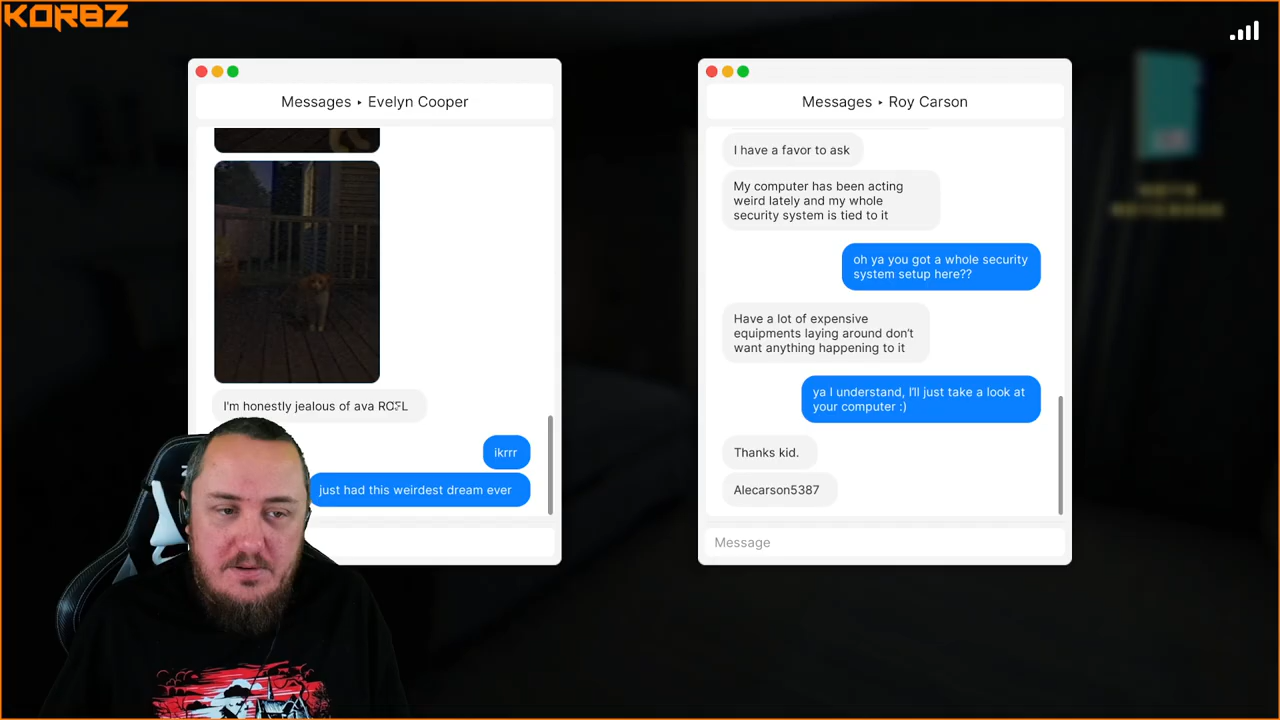 KORBZ
Messages ▸ Evelyn Cooper
I'm honestly jealous of ava ROFL
ikrrr
just had this weirdest dream ever
Messages ▸ Roy Carson
I have a favor to ask
My computer has been acting
weird lately and my whole
security system is tied to it
oh ya you got a whole security
system setup here??
Have a lot of expensive
equipments laying around don't
want anything happening to it
ya I understand, I'll just take a look at
your computer :)
Thanks kid.
Alecarson5387
Message